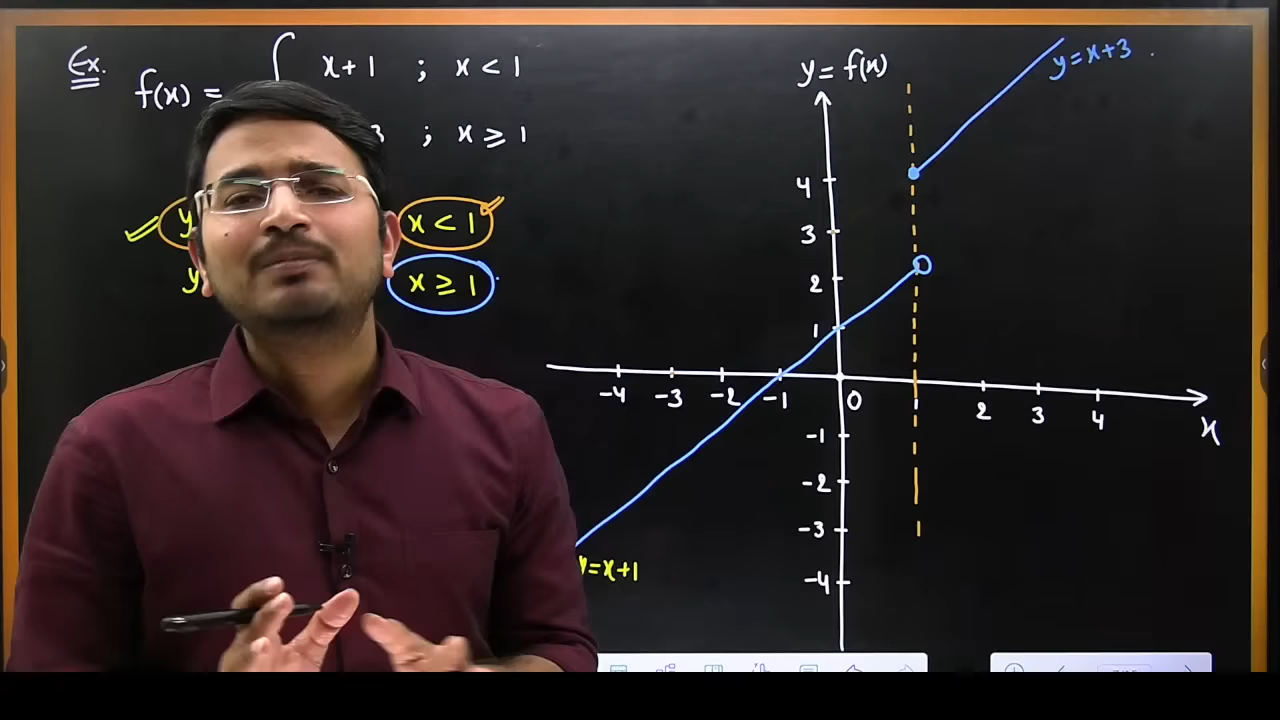 Ex.
f(x) =
x+1 ; x < 1
3 ; x ≥ 1
y
x < 1
y
x ≥ 1
y = f(x)
y = x+3
4
3
2
1
-4 -3 -2 -1 0 1 2 3 4
x
-1
-2
-3
-4
y=x+1